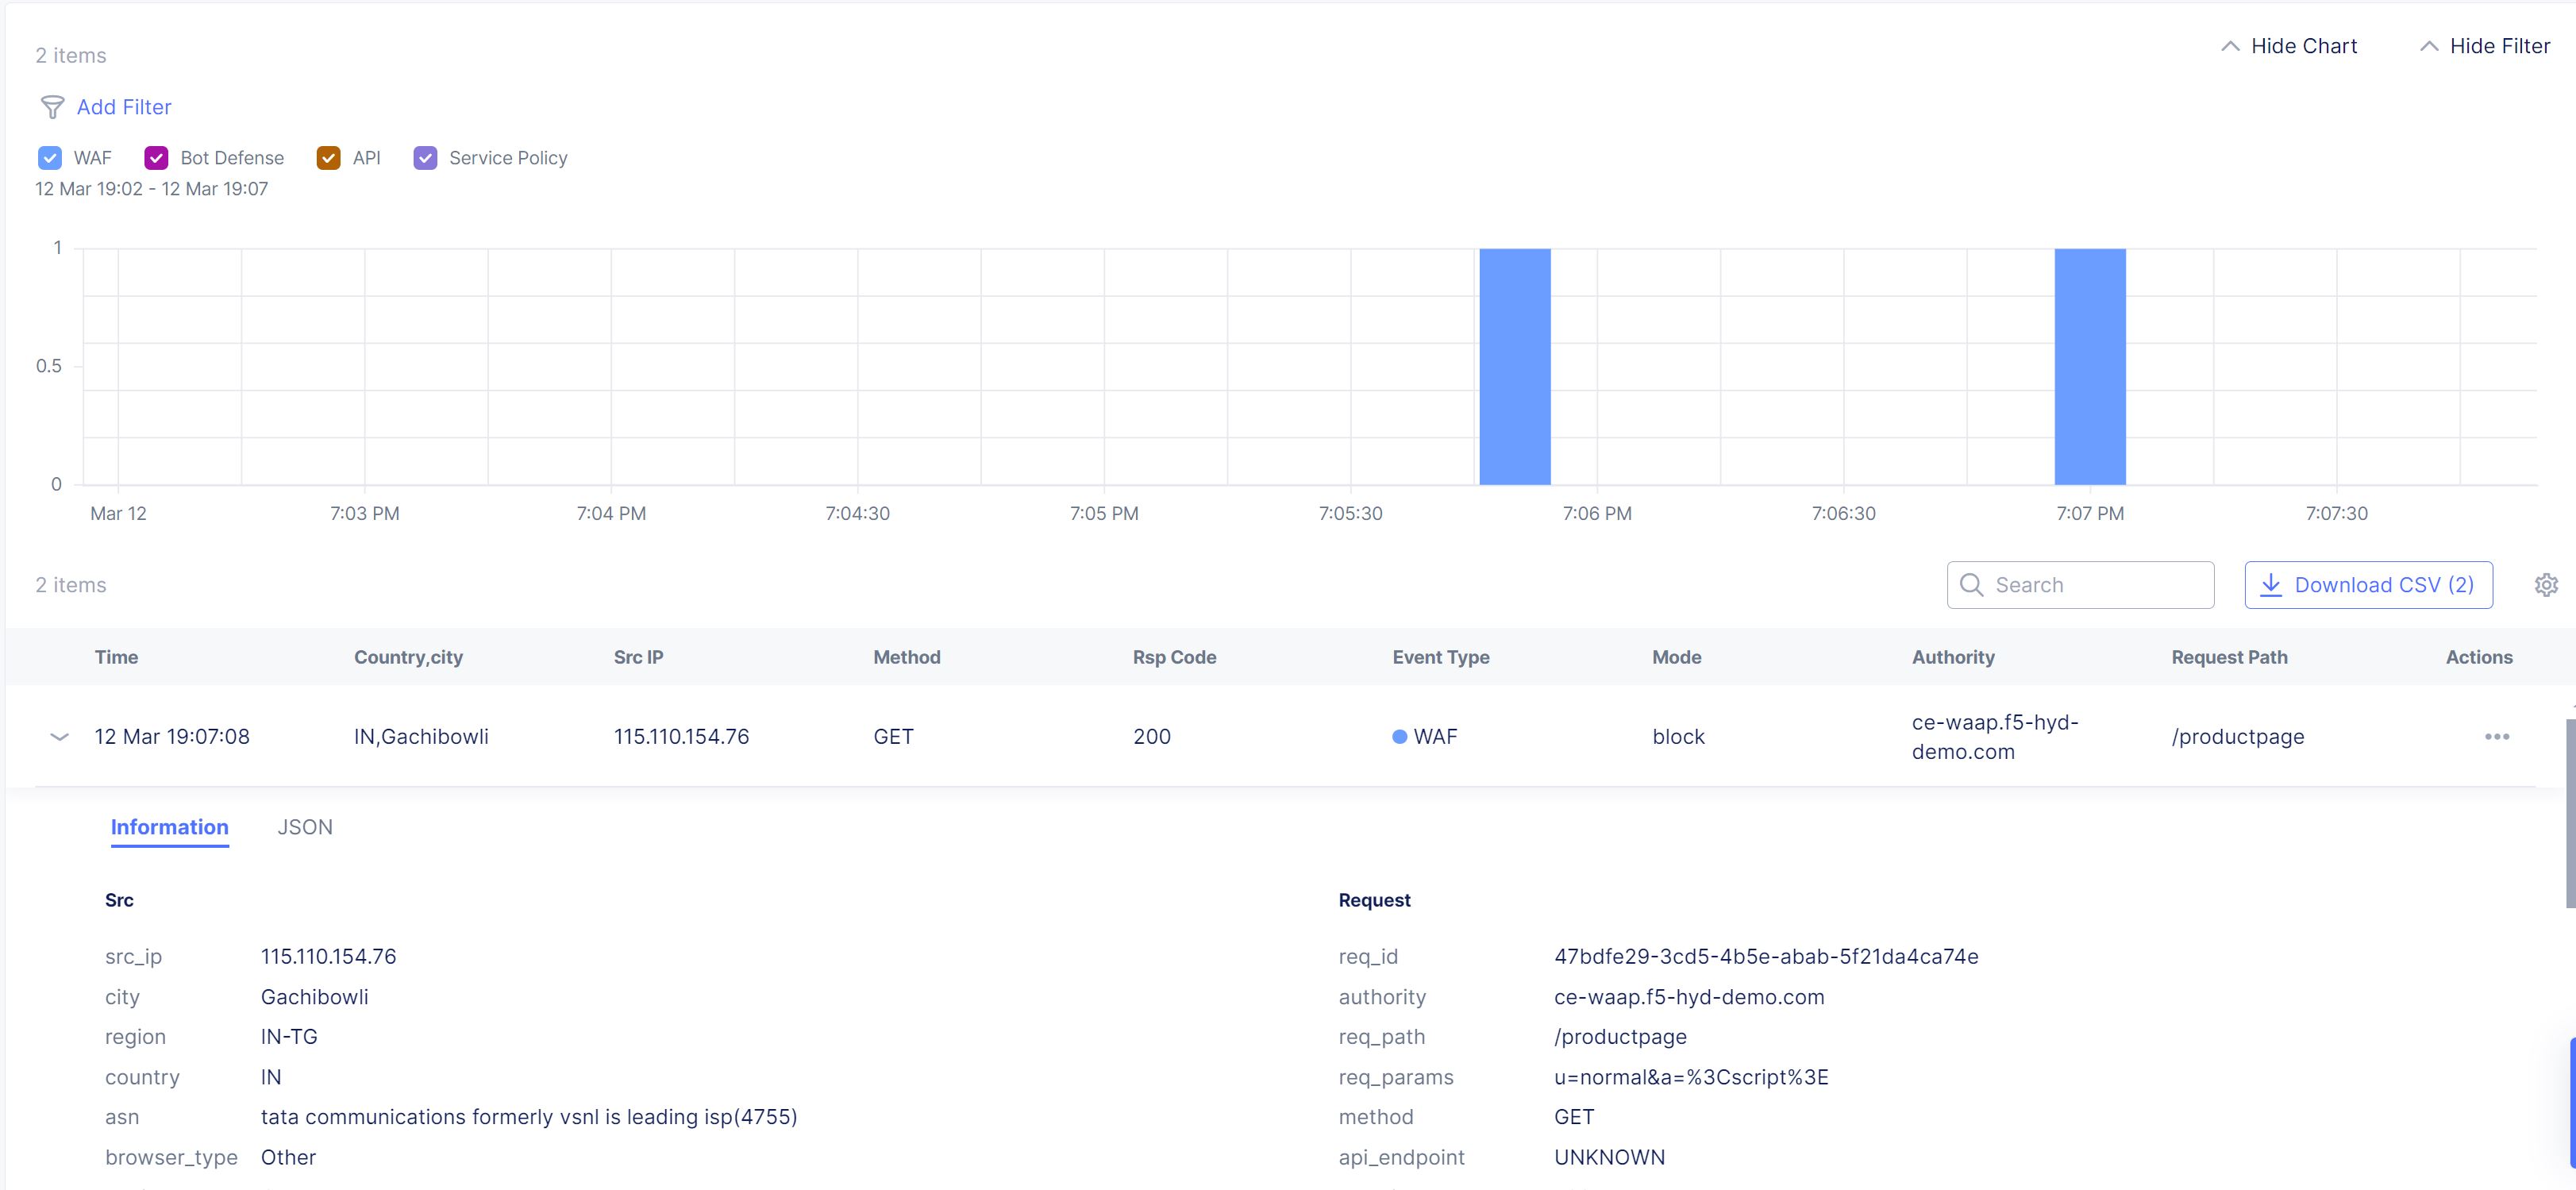 2 items
Hide Chart
Hide Filter
Add Filter
WAF Bot Defense API Service Policy
12 Mar 19:02 - 12 Mar 19:07
1
0.5
0
Mar 12 7:03 PM 7:04 PM 7:04:30 7:05 PM 7:05:30 7:06 PM 7:06:30 7:07 PM 7:07:30
2 items
Search
Download CSV (2)
Time Country,city Src IP Method Rsp Code Event Type Mode Authority Request Path Actions
12 Mar 19:07:08 IN,Gachibowli 115.110.154.76 GET 200 WAF block ce-waap.f5-hyd-
demo.com /productpage
Information JSON
Src
src_ip 115.110.154.76
city Gachibowli
region IN-TG
country IN
asn tata communications formerly vsnl is leading isp(4755)
browser_type Other
Request
req_id 47bdfe29-3cd5-4b5e-abab-5f21da4ca74e
authority ce-waap.f5-hyd-demo.com
req_path /productpage
req_params u=normal&a=%3Cscript%3E
method GET
api_endpoint UNKNOWN